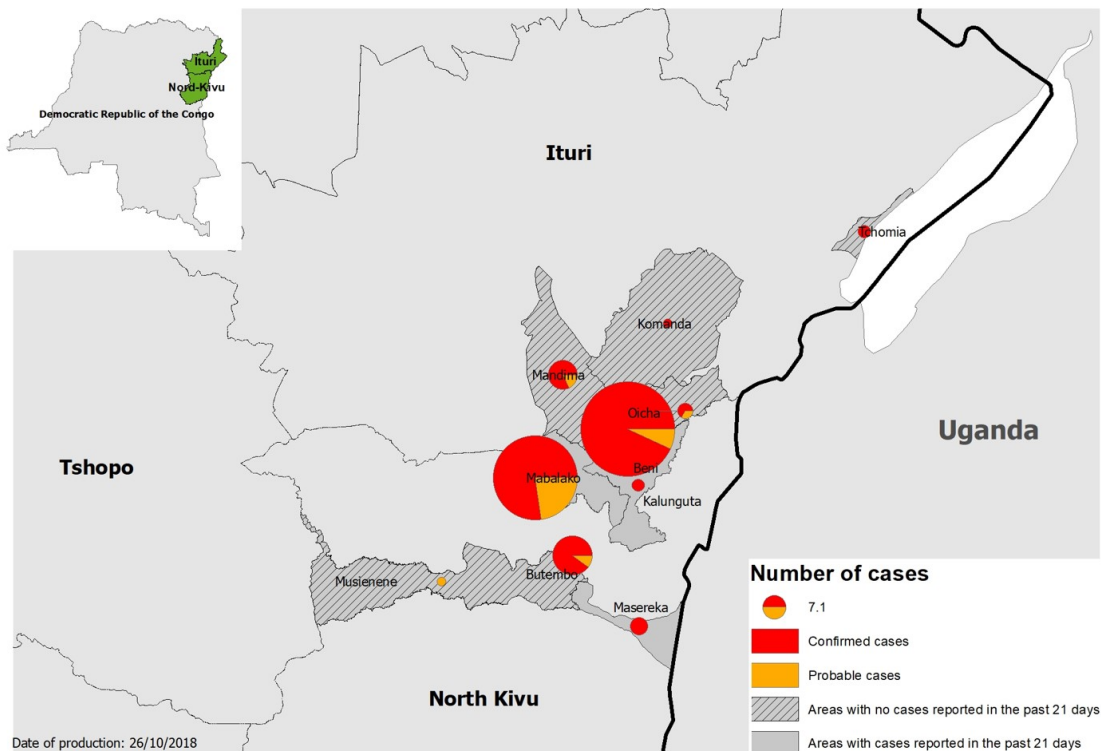 Ituri
Nord-Kivu
Democratic Republic of the Congo
Ituri
Tchomia
Komanda
Mandima
Oicha
Uganda
Tshopo
Beni
Mabalako
Kalunguta
Butembo
Musienene
Masereka
North Kivu
Number of cases
7.1
Confirmed cases
Probable cases
Areas with no cases reported in the past 21 days
Areas with cases reported in the past 21 days
Date of production: 26/10/2018